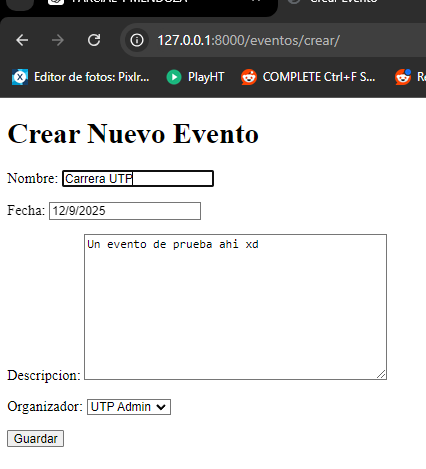 Crear Evento
127.0.0.1:8000/eventos/crear/
Editor de fotos: Pixlr... PlayHT COMPLETE Ctrl+F S...
Crear Nuevo Evento
Nombre: Carrera UTP
Fecha: 12/9/2025
Un evento de prueba ahi xd
Descripcion:
Organizador: UTP Admin
Guardar